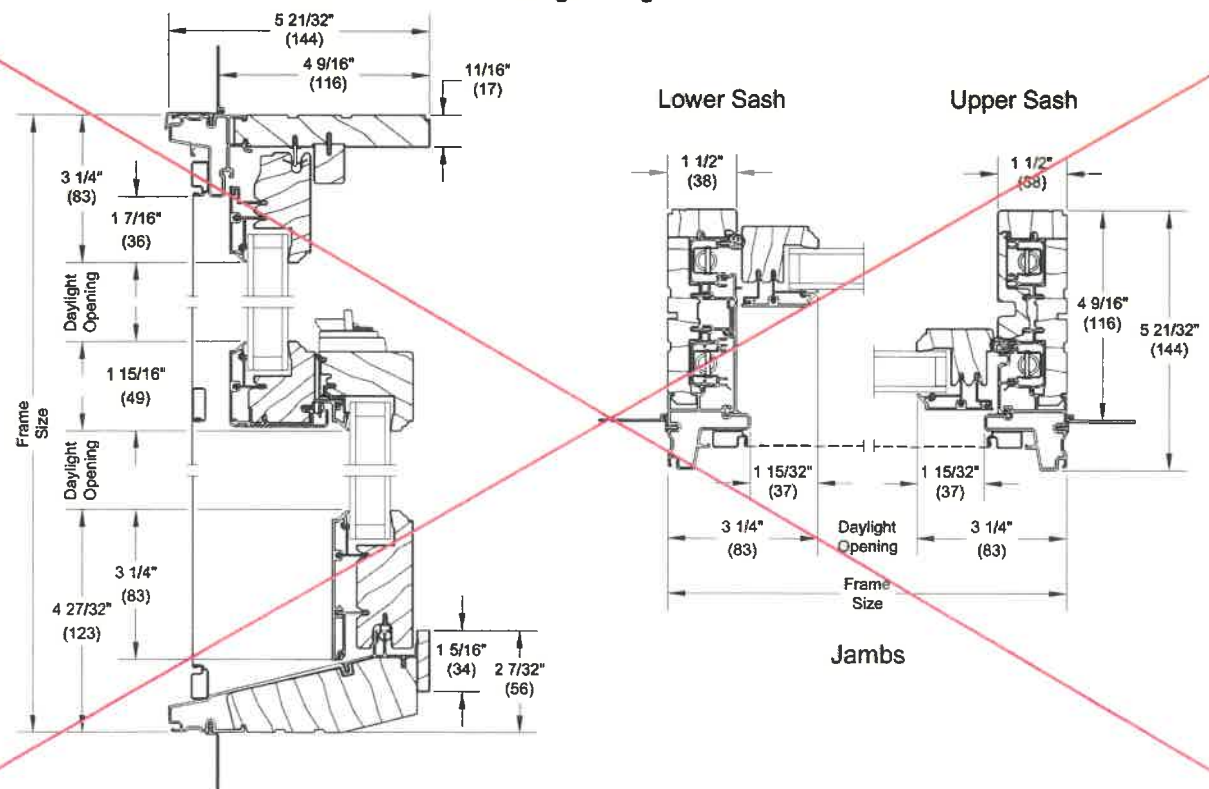 5 21/32"
(144)
4 9/16"
(116)
11/16"
(17)
3 1/4"
(83)
1 7/16"
(36)
Daylight
Opening
1 15/16"
(49)
Frame
Size
Daylight
Opening
3 1/4"
(83)
4 27/32"
(123)
1 5/16"
(34)
2 7/32"
(56)
Lower Sash
Upper Sash
1 1/2"
(38)
1 1/2"
(38)
4 9/16"
(116)
5 21/32"
(144)
1 15/32"
(37)
1 15/32"
(37)
3 1/4"
(83)
Daylight
Opening
3 1/4"
(83)
Frame
Size
Jambs